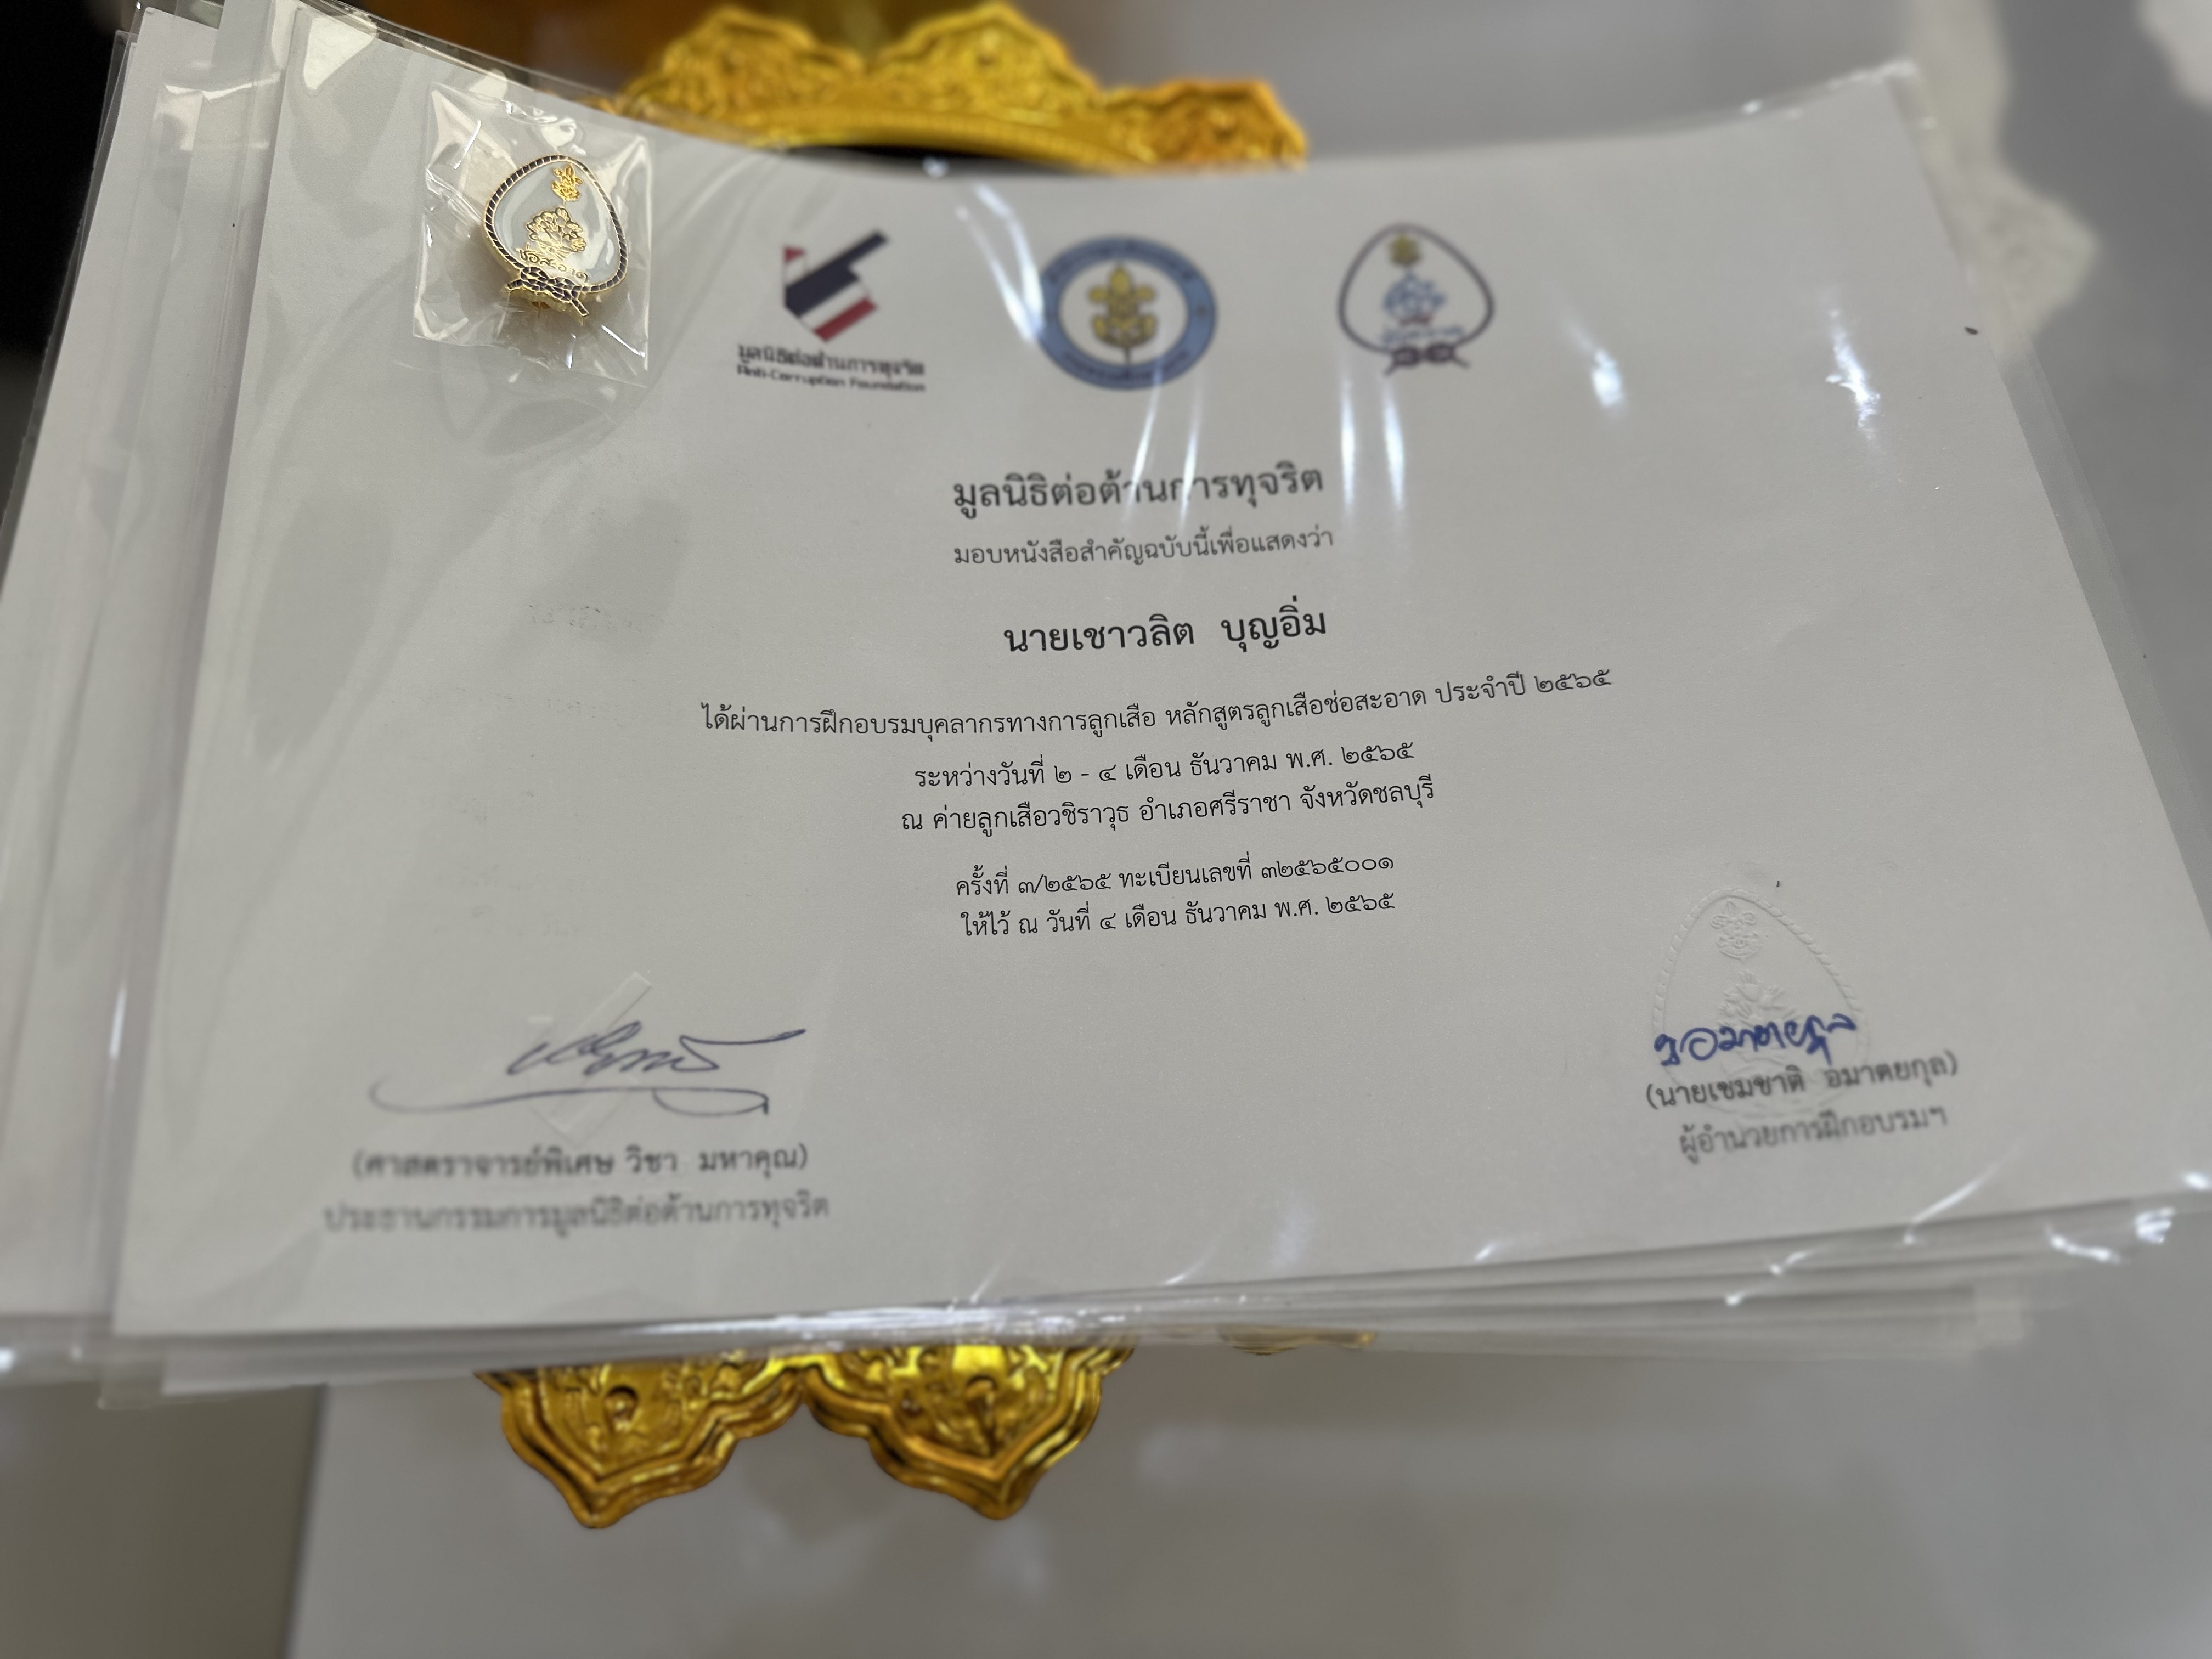 ช่อสะอาด
มูลนิธิต่อต้านการทุจริต
Anti-Corruption Foundation
มูลนิธิต่อต้านการทุจริต
มอบหนังสือสำคัญฉบับนี้เพื่อแสดงว่า
นายเชาวลิต บุญอิ่ม
ได้ผ่านการฝึกอบรมบุคลากรทางการลูกเสือ หลักสูตรลูกเสือช่อสะอาด ประจำปี ๒๕๖๕
ระหว่างวันที่ ๒ - ๔ เดือน ธันวาคม พ.ศ. ๒๕๖๕
ณ ค่ายลูกเสือวชิราวุธ อำเภอศรีราชา จังหวัดชลบุรี
ครั้งที่ ๓/๒๕๖๕ ทะเบียนเลขที่ ๓๒๕๖๕๐๐๑
ให้ไว้ ณ วันที่ ๔ เดือน ธันวาคม พ.ศ. ๒๕๖๕
(ศาสตราจารย์พิเศษ วิชา มหาคุณ)
ประธานกรรมการมูลนิธิต่อต้านการทุจริต
(นายเชมชาติ อมาตยกุล)
ผู้อำนวยการฝึกอบรมฯ